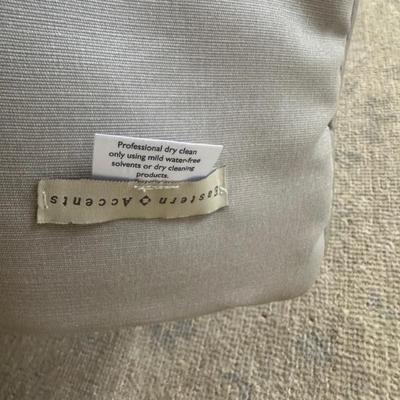 Professional dry clean
only using mild water-free
solvents or dry cleaning
products.
Eastern Accents